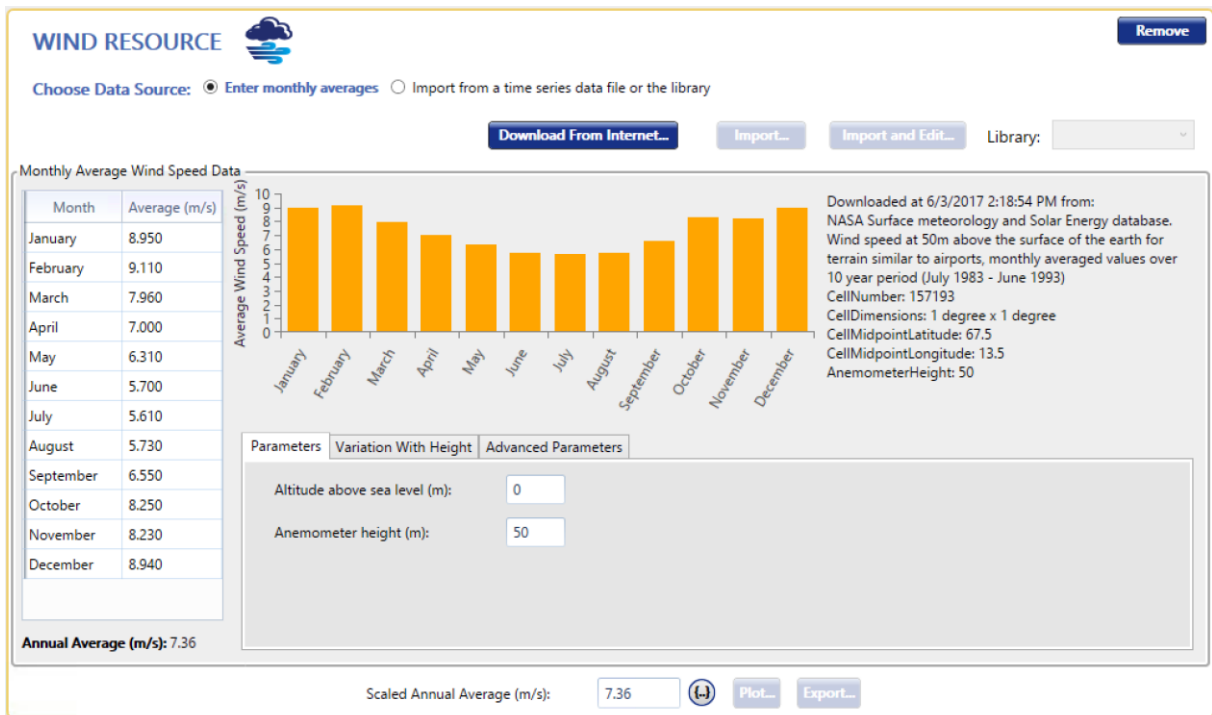 WIND RESOURCE
Remove
Choose Data Source: Enter monthly averages Import from a time series data file or the library
Download From Internet... Import... Import and Edit... Library:
Monthly Average Wind Speed Data
Month Average (m/s)
January 8.950
February 9.110
March 7.960
April 7.000
May 6.310
June 5.700
July 5.610
August 5.730
September 6.550
October 8.250
November 8.230
December 8.940
Annual Average (m/s): 7.36
Average Wind Speed (m/s)
10
9
8
7
6
5
4
3
2
1
0
January February March April May June July August September October November December
Downloaded at 6/3/2017 2:18:54 PM from:
NASA Surface meteorology and Solar Energy database.
Wind speed at 50m above the surface of the earth for
terrain similar to airports, monthly averaged values over
10 year period (July 1983 - June 1993)
CellNumber: 157193
CellDimensions: 1 degree x 1 degree
CellMidpointLatitude: 67.5
CellMidpointLongitude: 13.5
AnemometerHeight: 50
Parameters Variation With Height Advanced Parameters
Altitude above sea level (m): 0
Anemometer height (m): 50
Scaled Annual Average (m/s): 7.36 {..} Plot... Export...